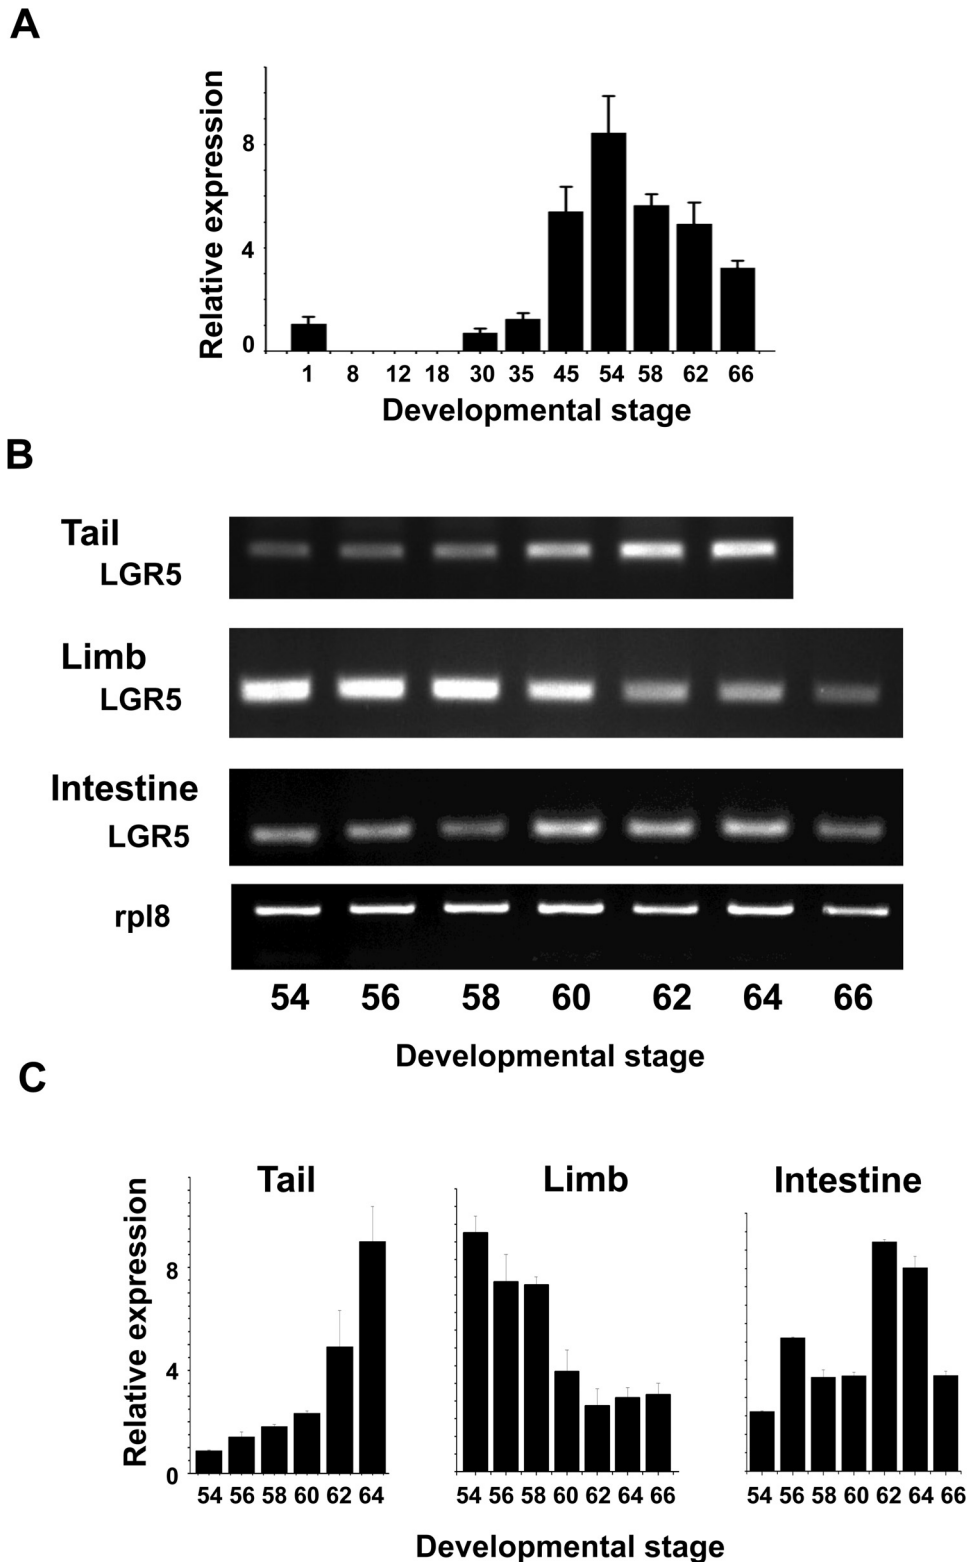 A
Relative expression
8
4
0
1 8 12 18 30 35 45 54 58 62 66
Developmental stage
B
Tail
LGR5
Limb
LGR5
Intestine
LGR5
rpl8
54 56 58 60 62 64 66
Developmental stage
C
Tail Limb Intestine
Relative expression
8
4
0
54 56 58 60 62 64 54 56 58 60 62 64 66 54 56 58 60 62 64 66
Developmental stage